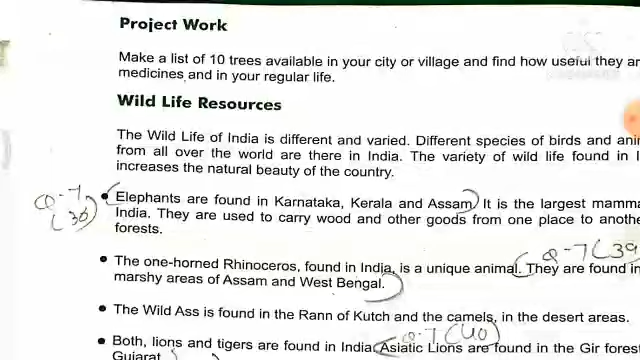 Project Work
Make a list of 10 trees available in your city or village and find how useful they
medicines and in your regular life.
Wild Life Resources
The Wild Life of India is different and varied. Different species of birds and
from all over the world are there in India. The variety of wild life found in
increases the natural beauty of the country.
Q-7
(36)
• Elephants are found in Karnataka, Kerala and Assam. It is the largest
India. They are used to carry wood and other goods from one place to
forests.
Q-7 (39
• The one-horned Rhinoceros, found in India, is a unique animal. They are found in
marshy areas of Assam and West Bengal.
• The Wild Ass is found in the Rann of Kutch and the camels, in the desert areas.
Q-7 (40)
• Both, lions and tigers are found in India. Asiatic Lions are found in the Gir
Gujarat